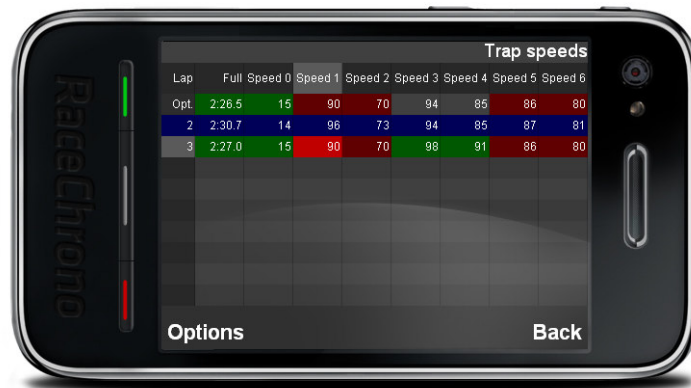 RaceChrono
Trap speeds
Lap Full Speed 0 Speed 1 Speed 2 Speed 3 Speed 4 Speed 5 Speed 6
Opt. 2:26.5 15 90 70 94 85 86 80
2 2:30.7 14 96 73 94 85 87 81
3 2:27.0 15 90 70 98 91 86 80
Options Back